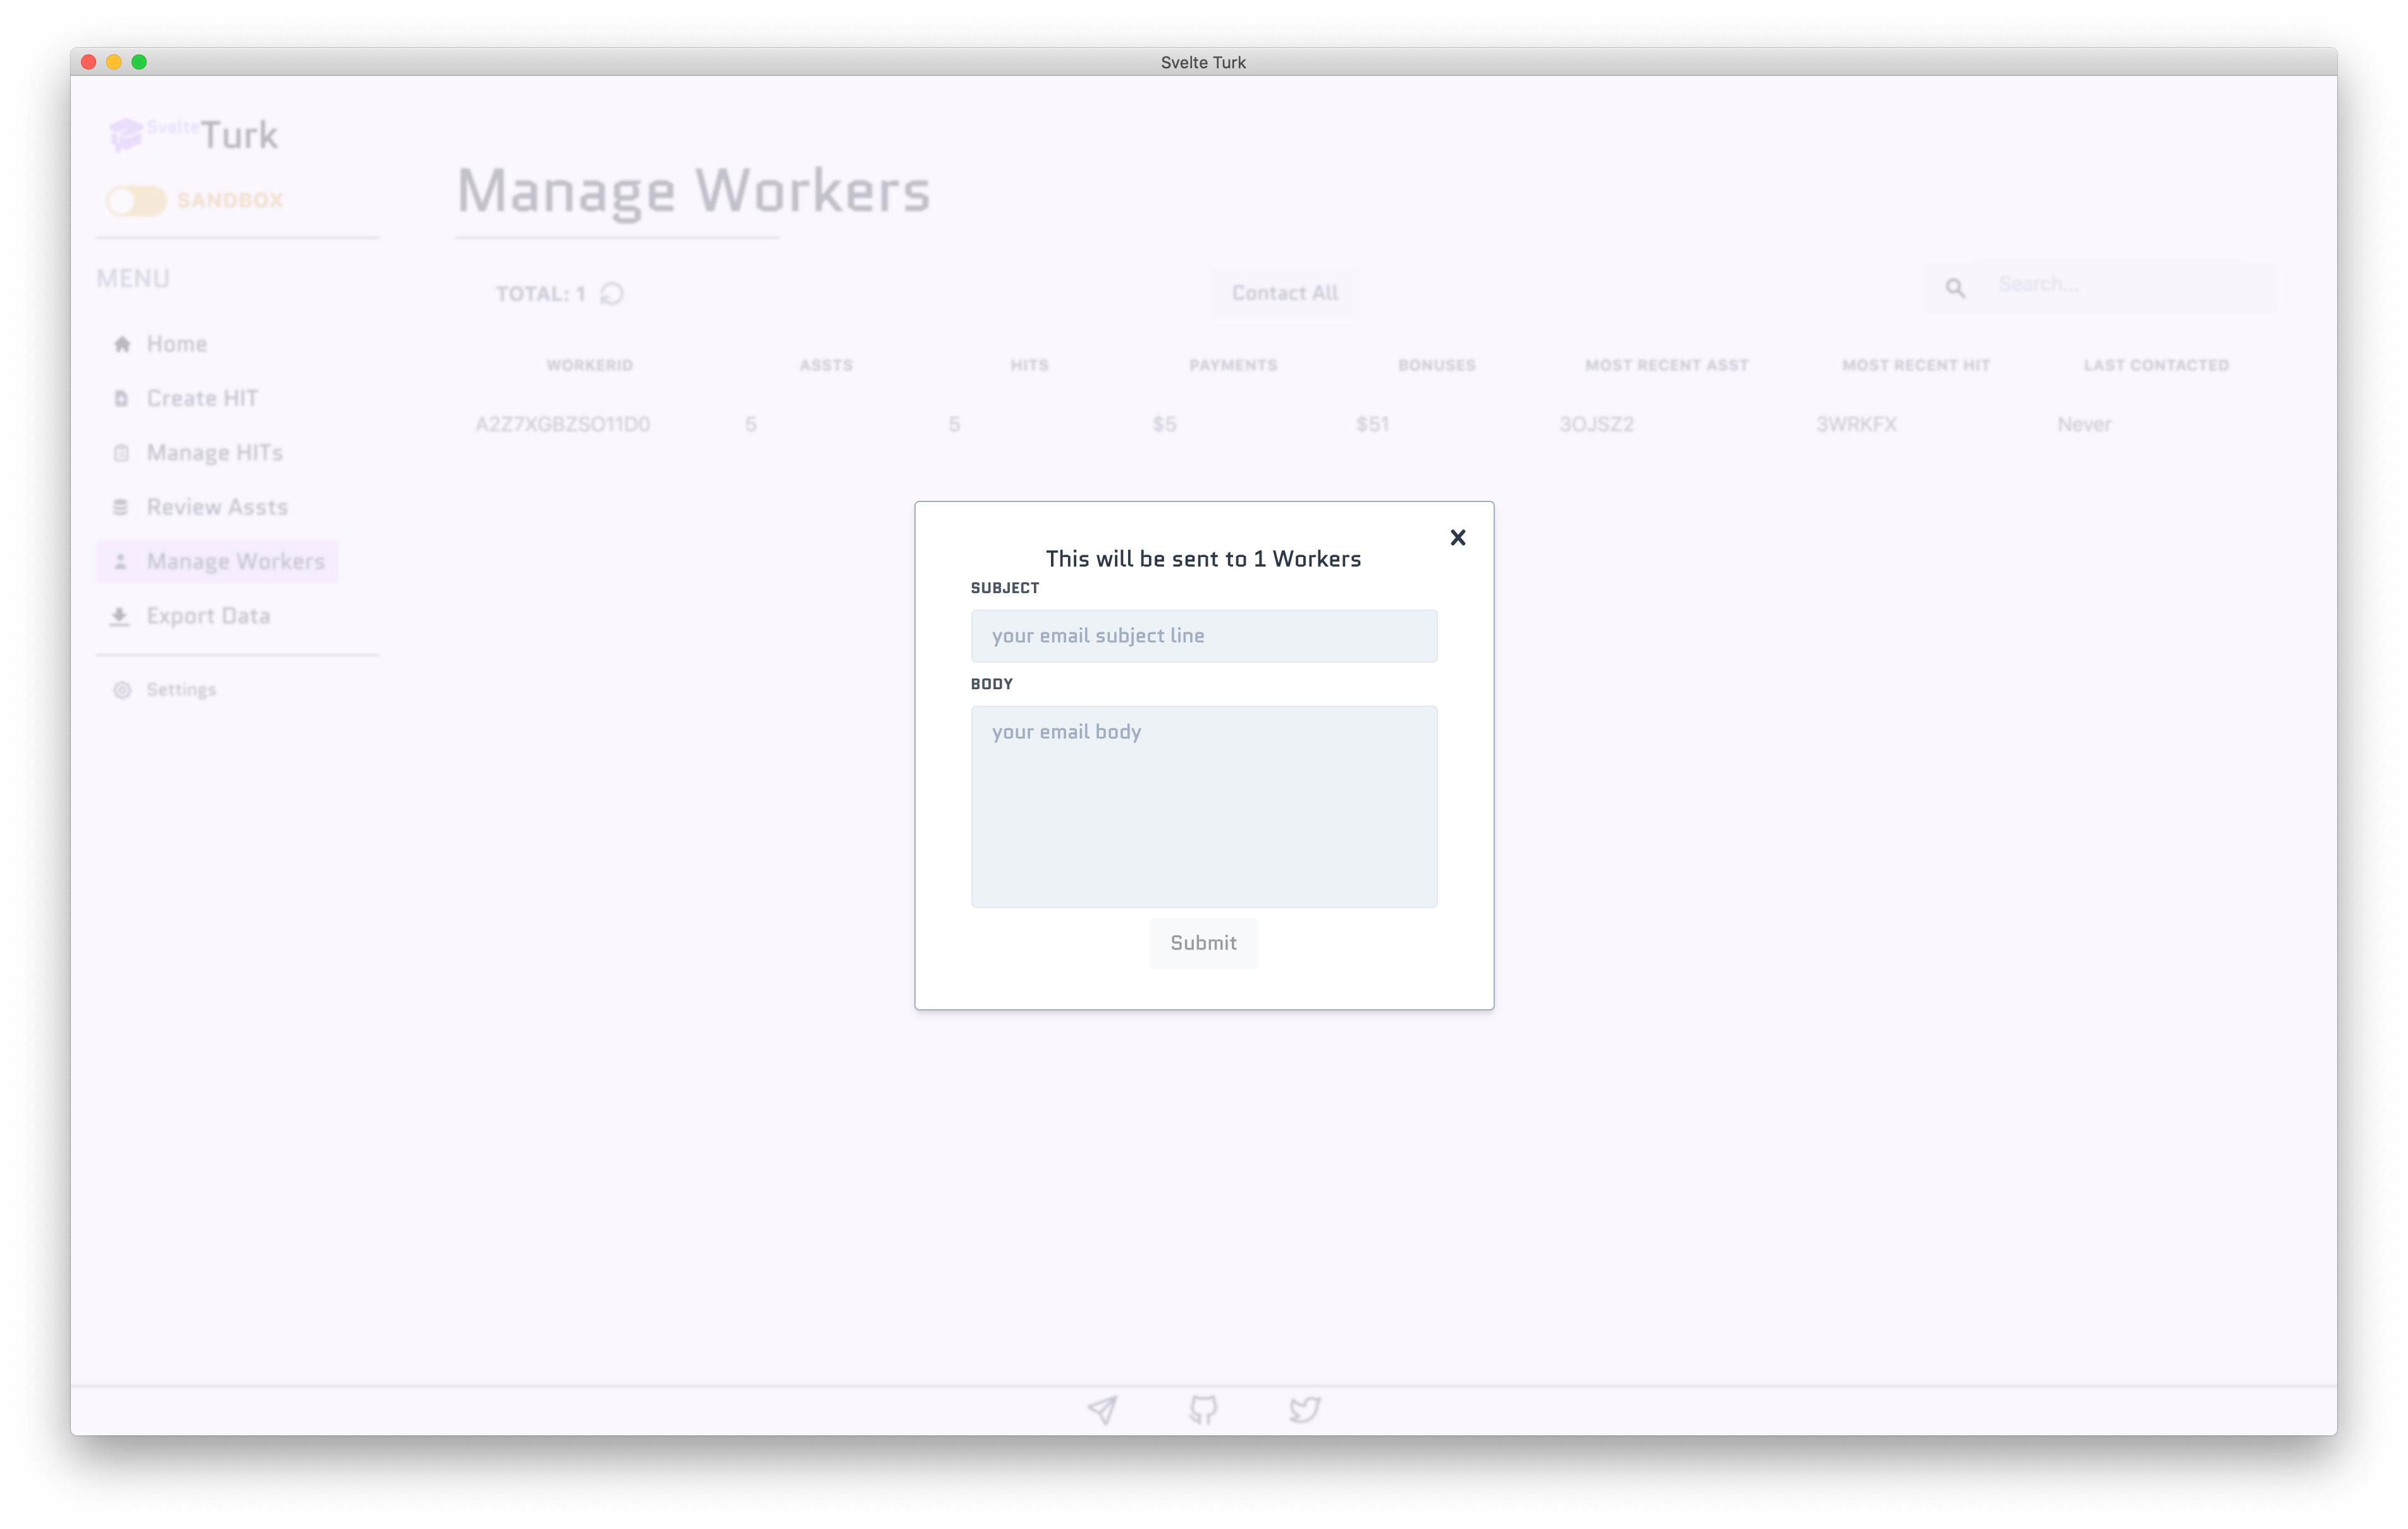 Svelte Turk
SvelteTurk
SANDBOX
MENU
Home
Create HIT
Manage HITs
Review Assts
Manage Workers
Export Data
Settings
Manage Workers
TOTAL: 1
Contact All
Search...
WORKERID ASSTS HITS PAYMENTS BONUSES MOST RECENT ASST MOST RECENT HIT LAST CONTACTED
A2Z7XGBZSO11D0 5 5 $5 $51 3OJSZ2 3WRKFX Never
This will be sent to 1 Workers
SUBJECT
your email subject line
BODY
your email body
Submit